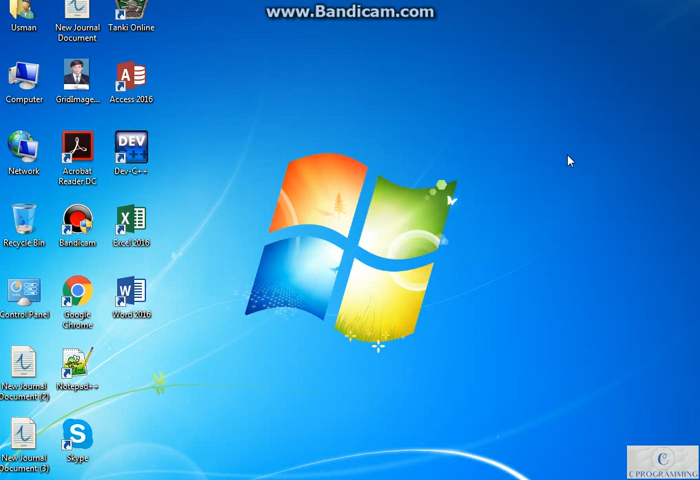 www.Bandicam.com
Usman
New Journal
Document
Tanki Online
Computer
GridImage...
Access 2016
Network
Acrobat
Reader DC
DEV
Dev-C++
Recycle Bin
Bandicam
Excel 2016
Control Panel
Google
Chrome
Word 2016
New Journal
Document (2)
Notepad++
New Journal
Document (3)
Skype
C PROGRAMMING